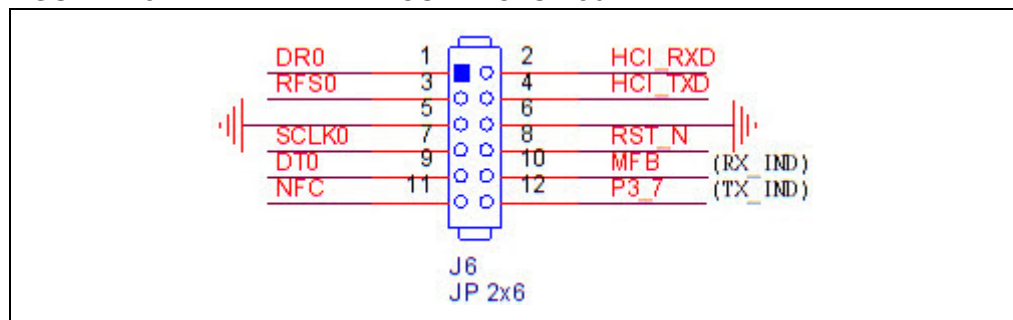 DR0 1 2 HCI_RXD
RFS0 3 4 HCI_TXD
5 6
SCLK0 7 8 RST_N
DT0 9 10 MFB (RX_IND)
NFC 11 12 P3_7 (TX_IND)
J6
JP 2x6